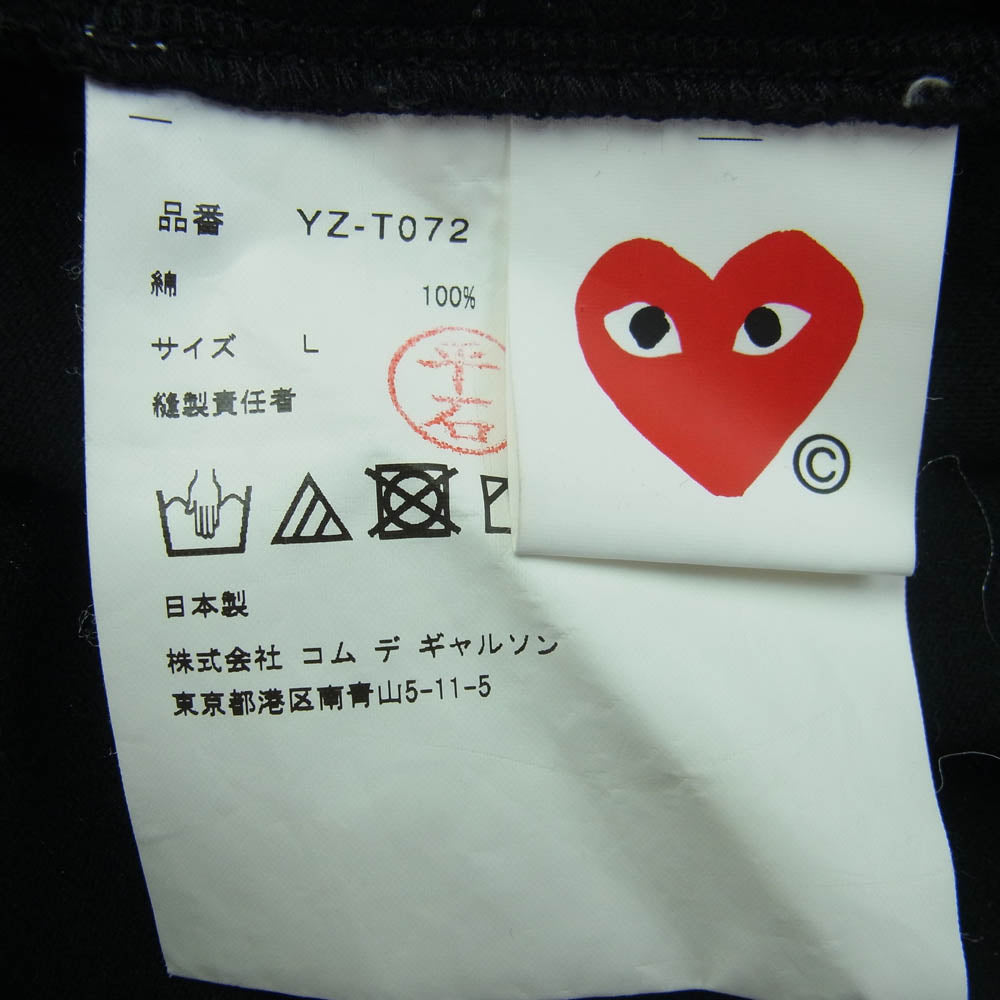 品番 YZ-T072
綿 100%
サイズ L
縫製責任者
平石
日本製
株式会社 コム デ ギャルソン
東京都港区南青山5-11-5
©